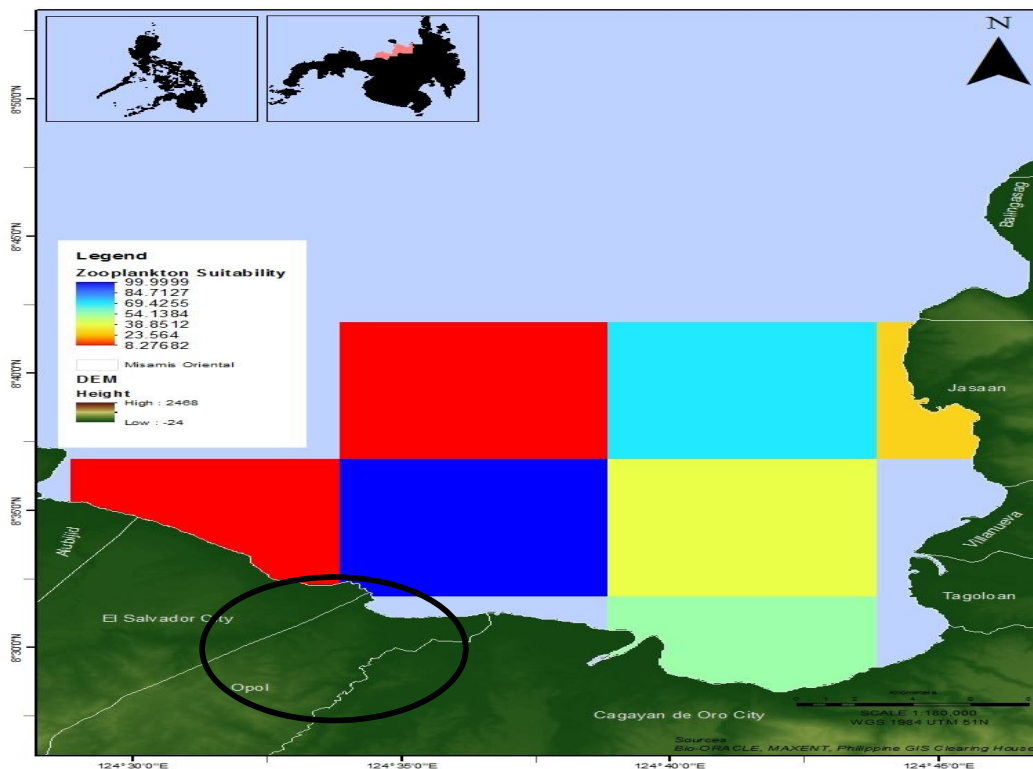 N
8°50'0"N
8°45'0"N
8°40'0"N
8°35'0"N
8°30'0"N
Legend
Zooplankton Suitability
99.9999
84.7127
69.4255
54.1384
38.8512
23.564
8.27682
Misamis Oriental
DEM
Height
High : 2468
Low : -24
Balingasag
Jasaan
Villanueva
Tagoloan
Alubijid
El Salvador City
Opol
Cagayan de Oro City
Kilometers
SCALE 1:180,000
WGS 1984 UTM 51N
Sources
Bio-ORACLE, MAXENT, Philippine GIS Clearing House
124°30'0"E
124°35'0"E
124°40'0"E
124°45'0"E